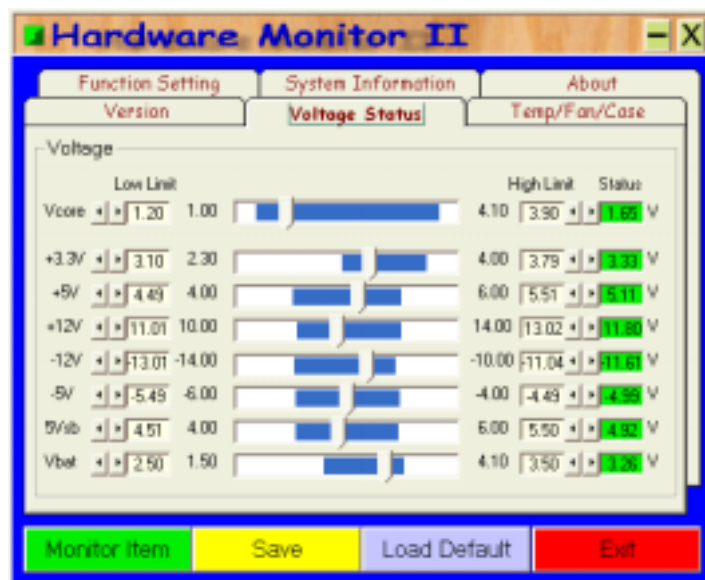 Hardware Monitor II
Function Setting System Information About
Version Voltage Status Temp/Fan/Case
Voltage
Low Limit High Limit Status
Vcore 1.20 1.00 4.10 3.90 1.65 V
+3.3V 3.10 2.30 4.00 3.79 3.33 V
+5V 4.49 4.00 6.00 5.51 5.11 V
+12V 11.01 10.00 14.00 13.02 11.80 V
-12V -13.01 -14.00 -10.00 -11.04 -11.61 V
-5V -5.49 -6.00 -4.00 -4.49 -4.99 V
5Vsb 4.51 4.00 6.00 5.50 4.92 V
Vbat 2.50 1.50 4.10 3.50 3.26 V
Monitor Item Save Load Default Exit